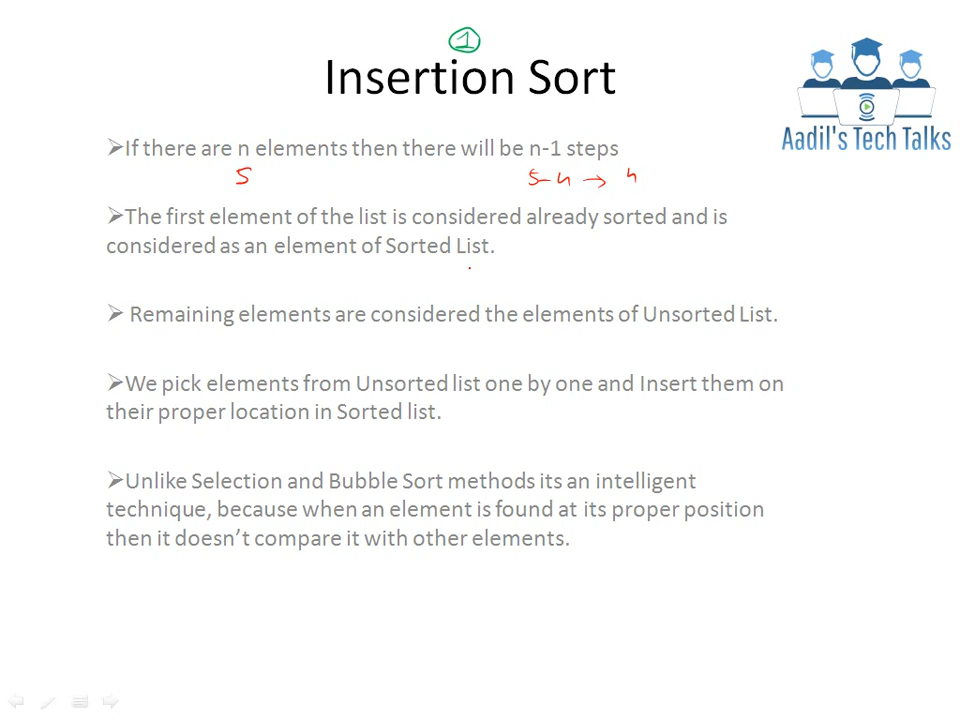 1
Insertion Sort
Aadil's Tech Talks
➢If there are n elements then there will be n-1 steps
5 5-4 → 4
➢The first element of the list is considered already sorted and is
considered as an element of Sorted List.
➢ Remaining elements are considered the elements of Unsorted List.
➢We pick elements from Unsorted list one by one and Insert them on
their proper location in Sorted list.
➢Unlike Selection and Bubble Sort methods its an intelligent
technique, because when an element is found at its proper position
then it doesn't compare it with other elements.